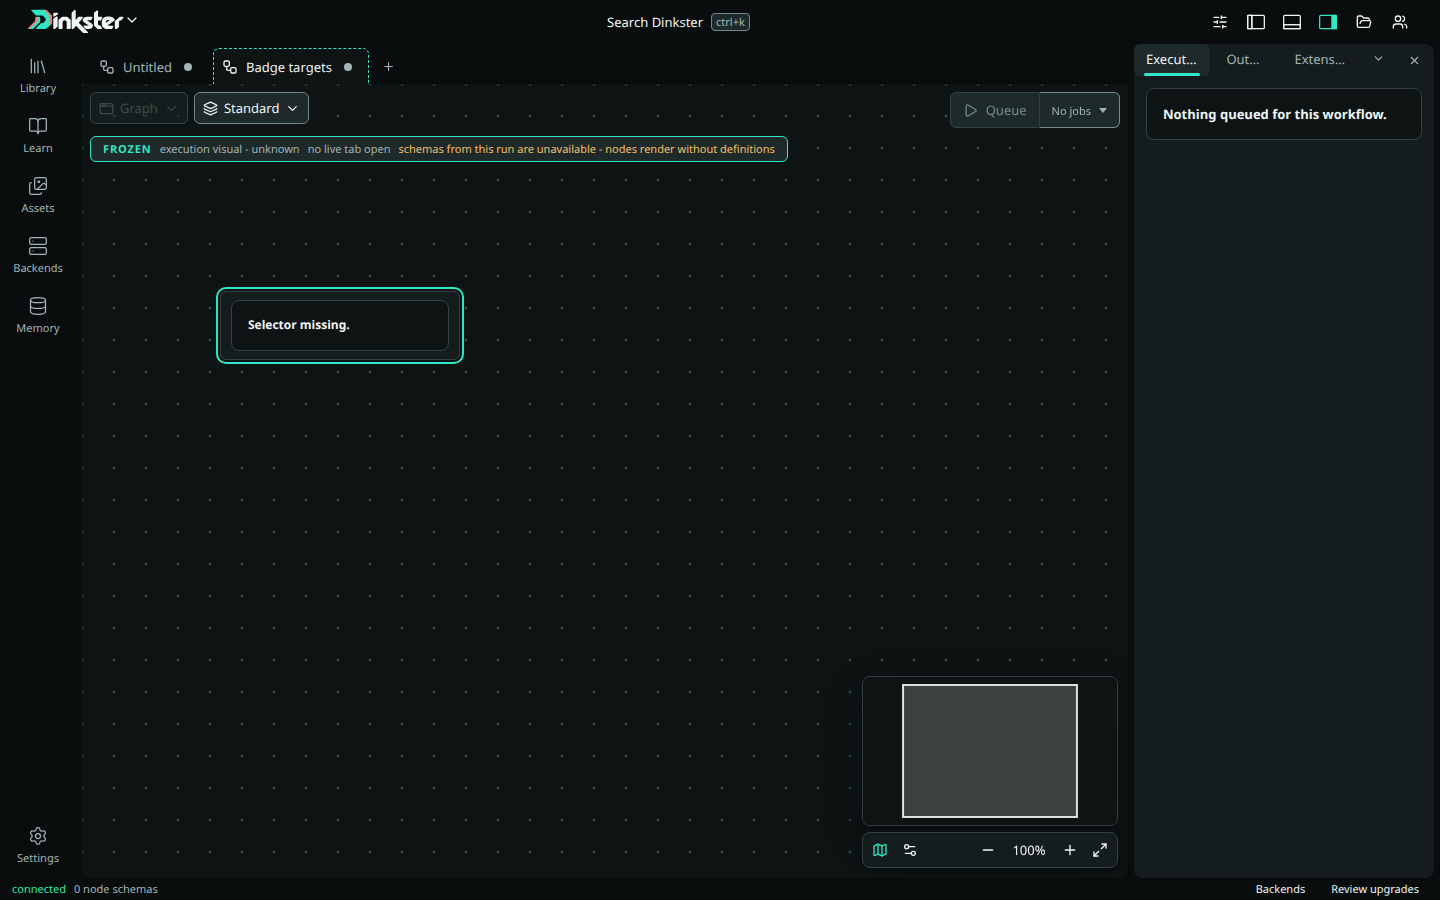 Dinkster
Search Dinkster ctrl+k
Library
Learn
Assets
Backends
Memory
Settings
Untitled
Badge targets
Graph
Standard
Queue
No jobs
FROZEN execution visual - unknown no live tab open schemas from this run are unavailable - nodes render without definitions
Selector missing.
100%
Execut...
Out...
Extens...
Nothing queued for this workflow.
connected 0 node schemas
Backends
Review upgrades